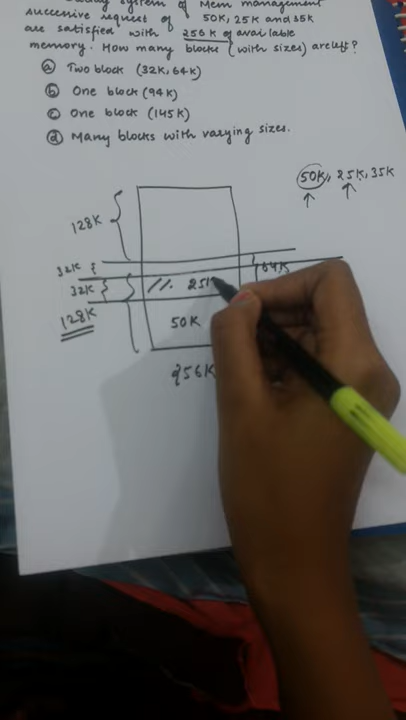 system of Mem management
successive request of 50K, 25K and 35K
are satisfied with 256 K of available
memory. How many blocks (with sizes) are left?
(a) Two block (32K, 64K)
(b) One block (94K)
(c) One block (145K)
(d) Many blocks with varying sizes.
50K, 25K, 35K
128K
32K
64K
32K
25K
128K
50K
256K